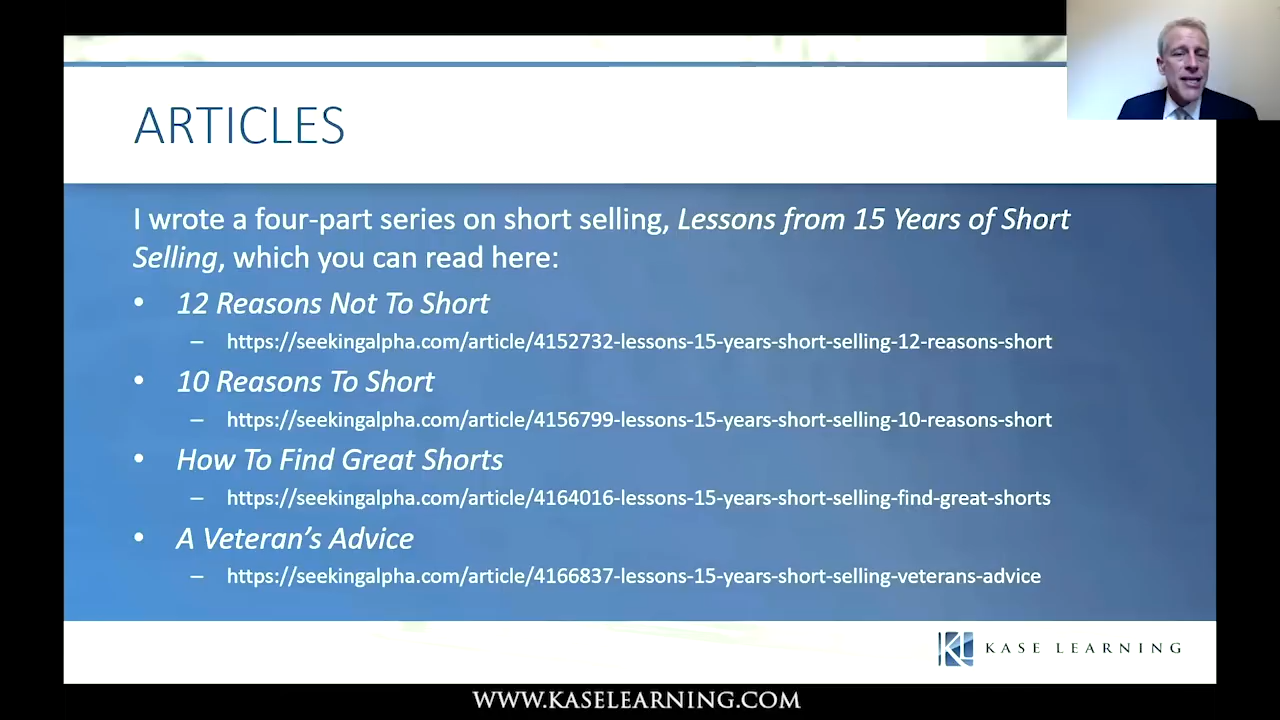 ARTICLES
I wrote a four-part series on short selling, Lessons from 15 Years of Short
Selling, which you can read here:
• 12 Reasons Not To Short
– https://seekingalpha.com/article/4152732-lessons-15-years-short-selling-12-reasons-short
• 10 Reasons To Short
– https://seekingalpha.com/article/4156799-lessons-15-years-short-selling-10-reasons-short
• How To Find Great Shorts
– https://seekingalpha.com/article/4164016-lessons-15-years-short-selling-find-great-shorts
• A Veteran’s Advice
– https://seekingalpha.com/article/4166837-lessons-15-years-short-selling-veterans-advice
KL KASE LEARNING
WWW.KASELEARNING.COM